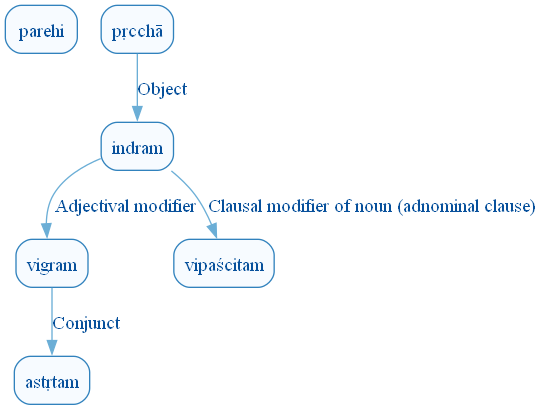 parehi pṛcchā
Object
indram
Adjectival modifier Clausal modifier of noun (adnominal clause)
vigram vipaścitam
Conjunct
astṛtam